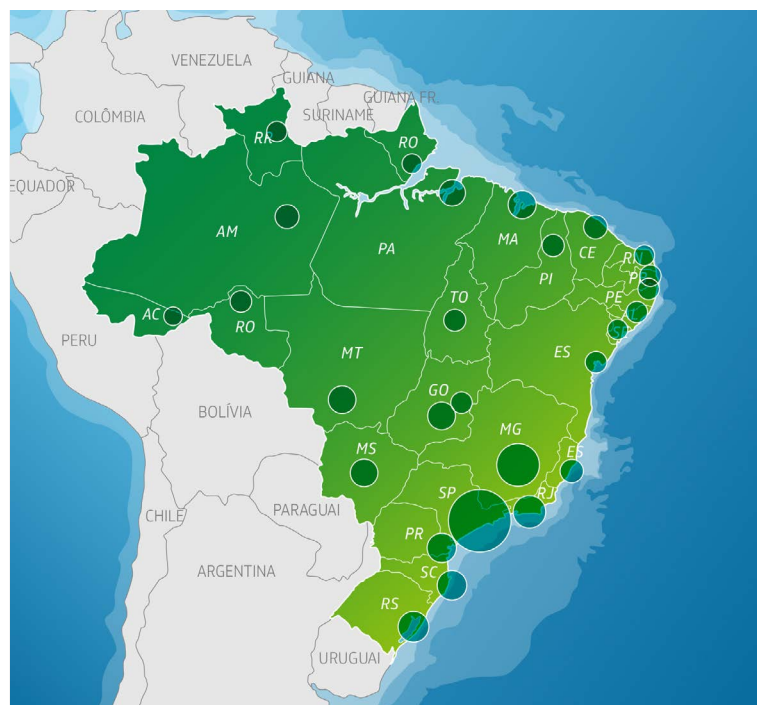 VENEZUELA
GUIANA
GUIANA FR.
SURINAME
COLÔMBIA
RR
RO
EQUADOR
AM
PA
MA
CE
RN
PI
TO
PE
AC
RO
PERU
MT
ES
GO
BOLÍVIA
MG
MS
ES
SP
RJ
CHILE
PARAGUAI
PR
SC
ARGENTINA
RS
URUGUAI